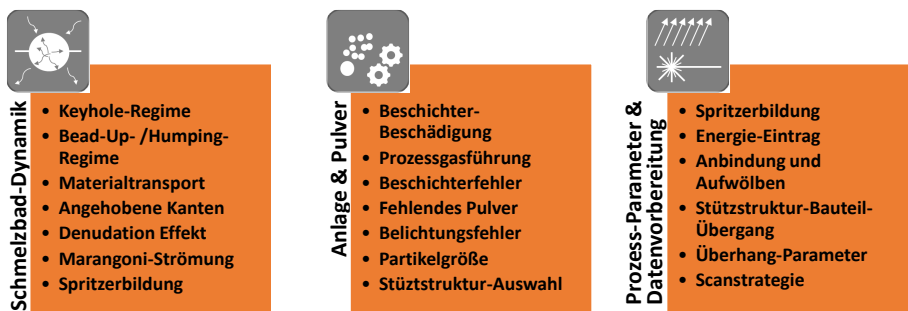 Schmelzbad-Dynamik
• Keyhole-Regime
• Bead-Up- /Humping-
Regime
• Materialtransport
• Angehobene Kanten
• Denudation Effekt
• Marangoni-Strömung
• Spritzerbildung
Anlage & Pulver
• Beschichter-
Beschädigung
• Prozessgasführung
• Beschichterfehler
• Fehlendes Pulver
• Belichtungsfehler
• Partikelgröße
• Stüztstruktur-Auswahl
Prozess-Parameter &
Datenvorbereitung
• Spritzerbildung
• Energie-Eintrag
• Anbindung und
Aufwölben
• Stützstruktur-Bauteil-
Übergang
• Überhang-Parameter
• Scanstrategie